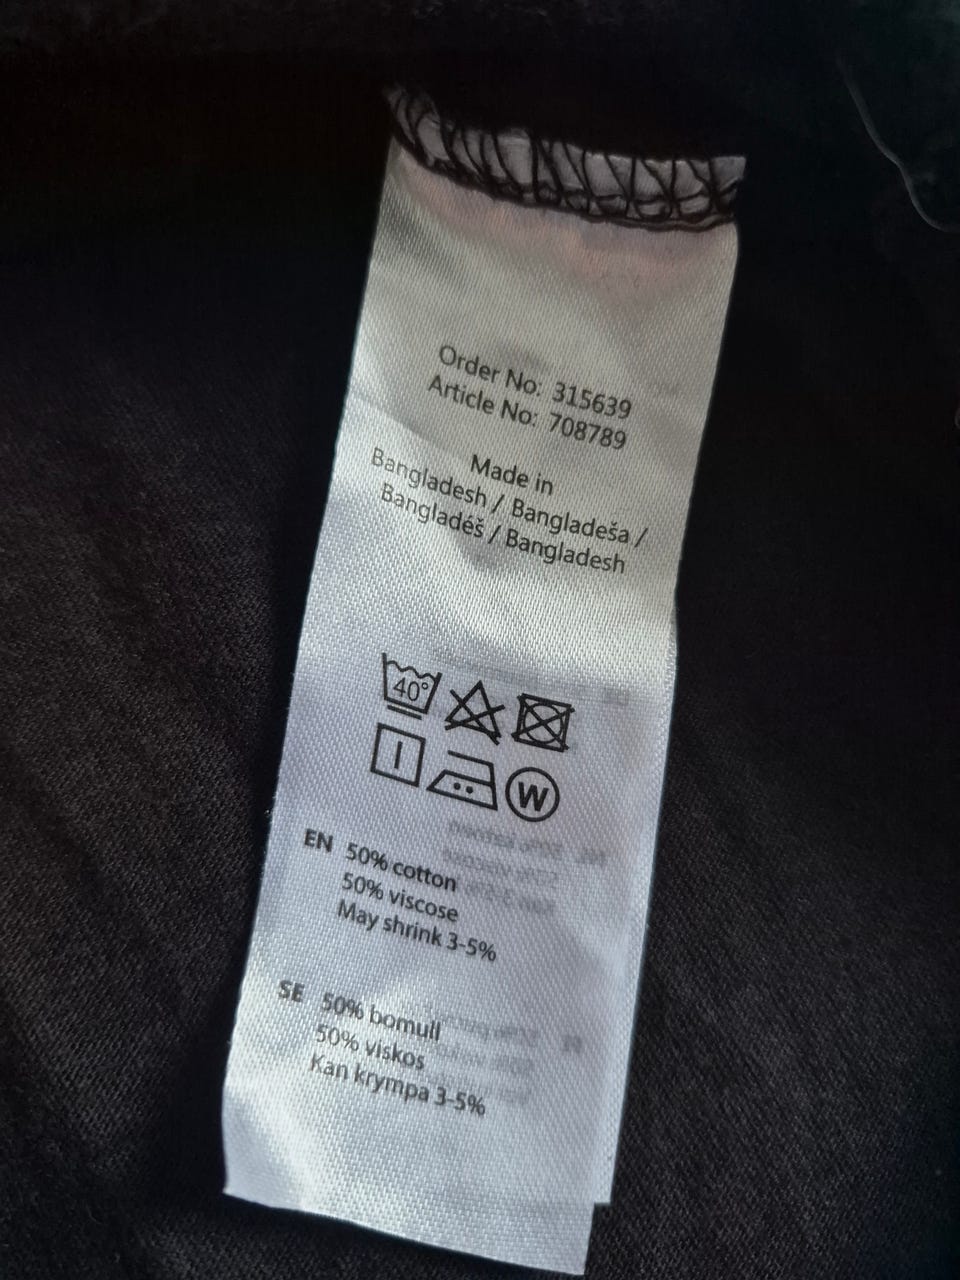 Order No: 315639
Article No: 708789
Made in
Bangladesh / Bangladeša /
Bangladéš / Bangladesh
40°
W
EN 50% cotton
50% viscose
May shrink 3-5%
SE 50% bomull
50% viskos
Kan krympa 3-5%